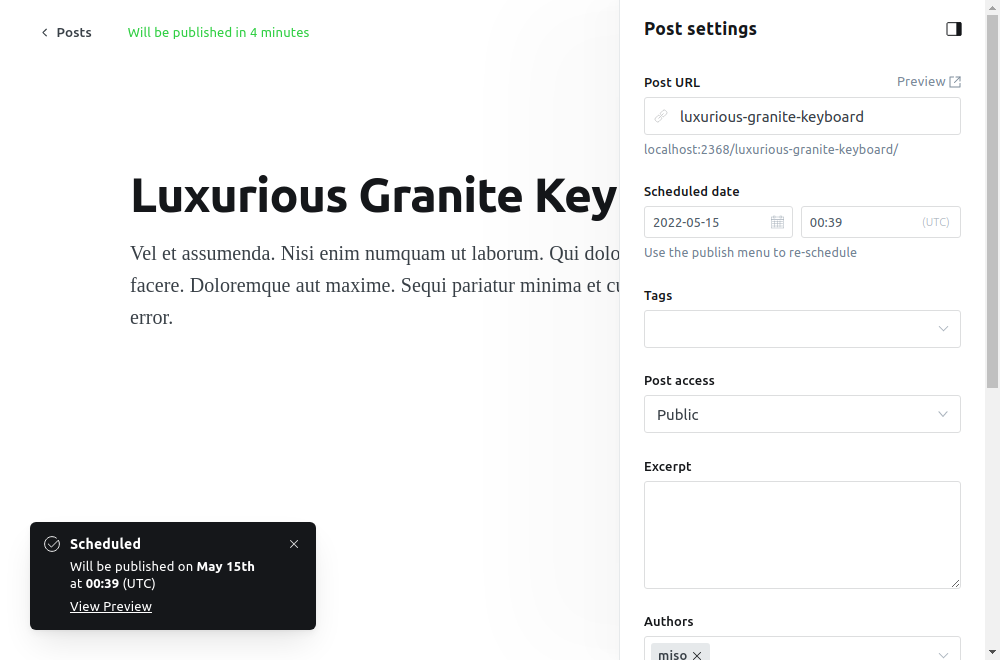 Posts
Will be published in 4 minutes
Luxurious Granite Key
Vel et assumenda. Nisi enim numquam ut laborum. Qui dolo
facere. Doloremque aut maxime. Sequi pariatur minima et cu
error.
Scheduled
Will be published on May 15th
at 00:39 (UTC)
View Preview
Post settings
Post URL
Preview
luxurious-granite-keyboard
localhost:2368/luxurious-granite-keyboard/
Scheduled date
2022-05-15
00:39
(UTC)
Use the publish menu to re-schedule
Tags
Post access
Public
Excerpt
Authors
miso